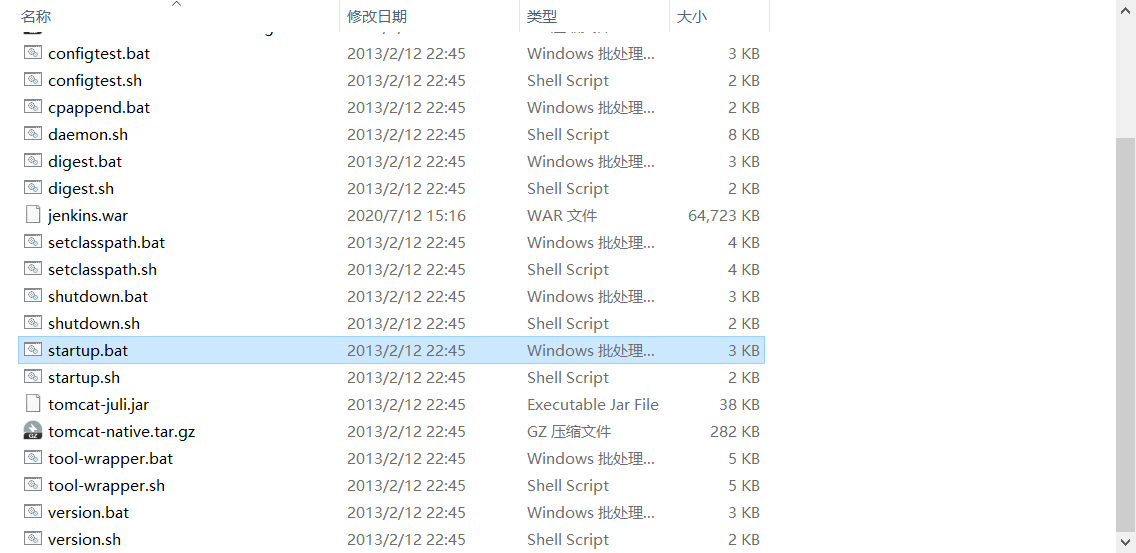 名称 修改日期 类型 大小
configtest.bat 2013/2/12 22:45 Windows 批处理... 3 KB
configtest.sh 2013/2/12 22:45 Shell Script 2 KB
cpappend.bat 2013/2/12 22:45 Windows 批处理... 2 KB
daemon.sh 2013/2/12 22:45 Shell Script 8 KB
digest.bat 2013/2/12 22:45 Windows 批处理... 3 KB
digest.sh 2013/2/12 22:45 Shell Script 2 KB
jenkins.war 2020/7/12 15:16 WAR 文件 64,723 KB
setclasspath.bat 2013/2/12 22:45 Windows 批处理... 4 KB
setclasspath.sh 2013/2/12 22:45 Shell Script 4 KB
shutdown.bat 2013/2/12 22:45 Windows 批处理... 3 KB
shutdown.sh 2013/2/12 22:45 Shell Script 2 KB
startup.bat 2013/2/12 22:45 Windows 批处理... 3 KB
startup.sh 2013/2/12 22:45 Shell Script 2 KB
tomcat-juli.jar 2013/2/12 22:45 Executable Jar File 38 KB
GZ tomcat-native.tar.gz 2013/2/12 22:45 GZ 压缩文件 282 KB
tool-wrapper.bat 2013/2/12 22:45 Windows 批处理... 5 KB
tool-wrapper.sh 2013/2/12 22:45 Shell Script 5 KB
version.bat 2013/2/12 22:45 Windows 批处理... 3 KB
version.sh 2013/2/12 22:45 Shell Script 2 KB